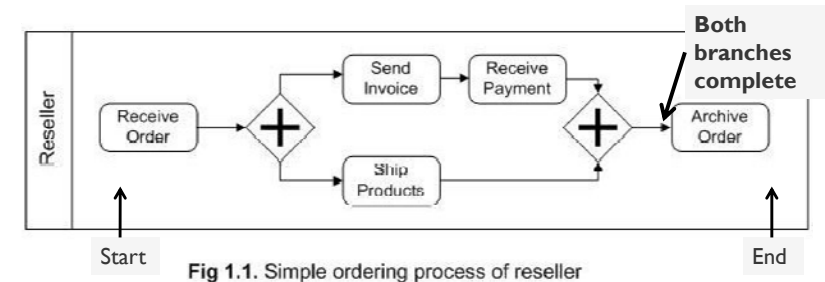 Both
branches
complete
Reseller
Receive
Order
Send
Invoice
Receive
Payment
Ship
Products
Archive
Order
Start
End
Fig 1.1. Simple ordering process of reseller